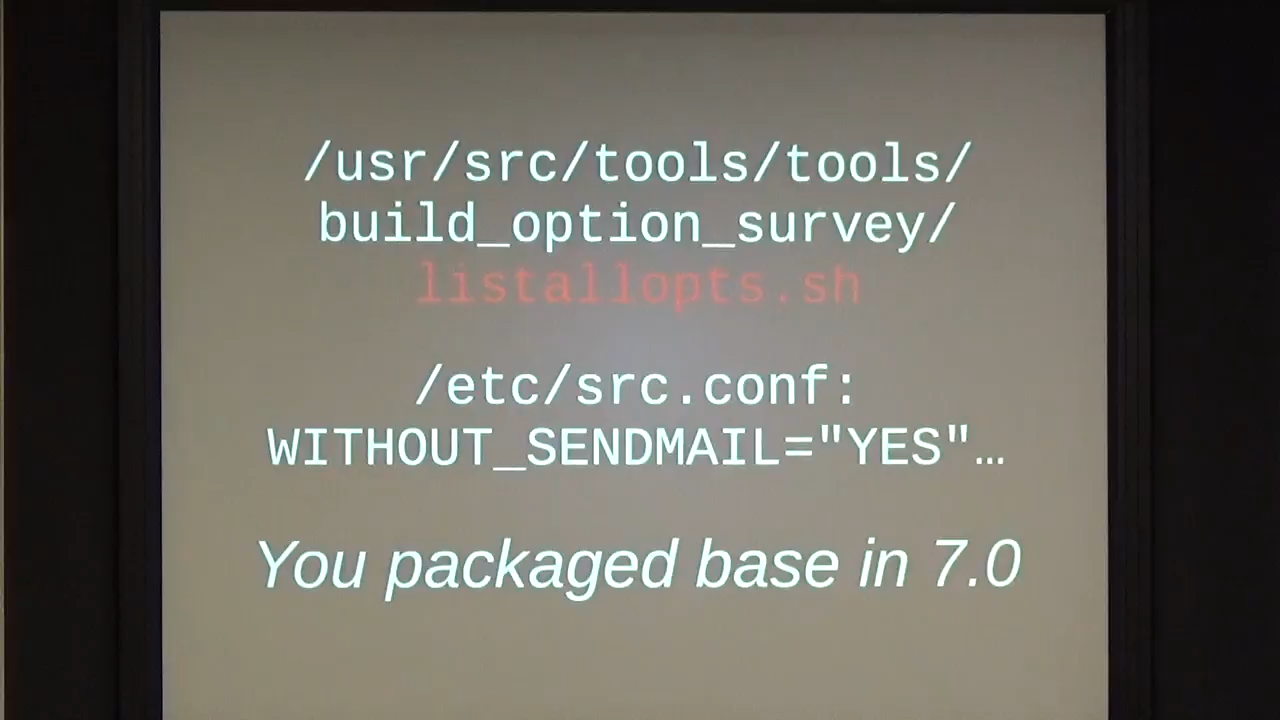 /usr/src/tools/tools/
build_option_survey/
listallopts.sh
/etc/src.conf:
WITHOUT_SENDMAIL="YES"…
You packaged base in 7.0